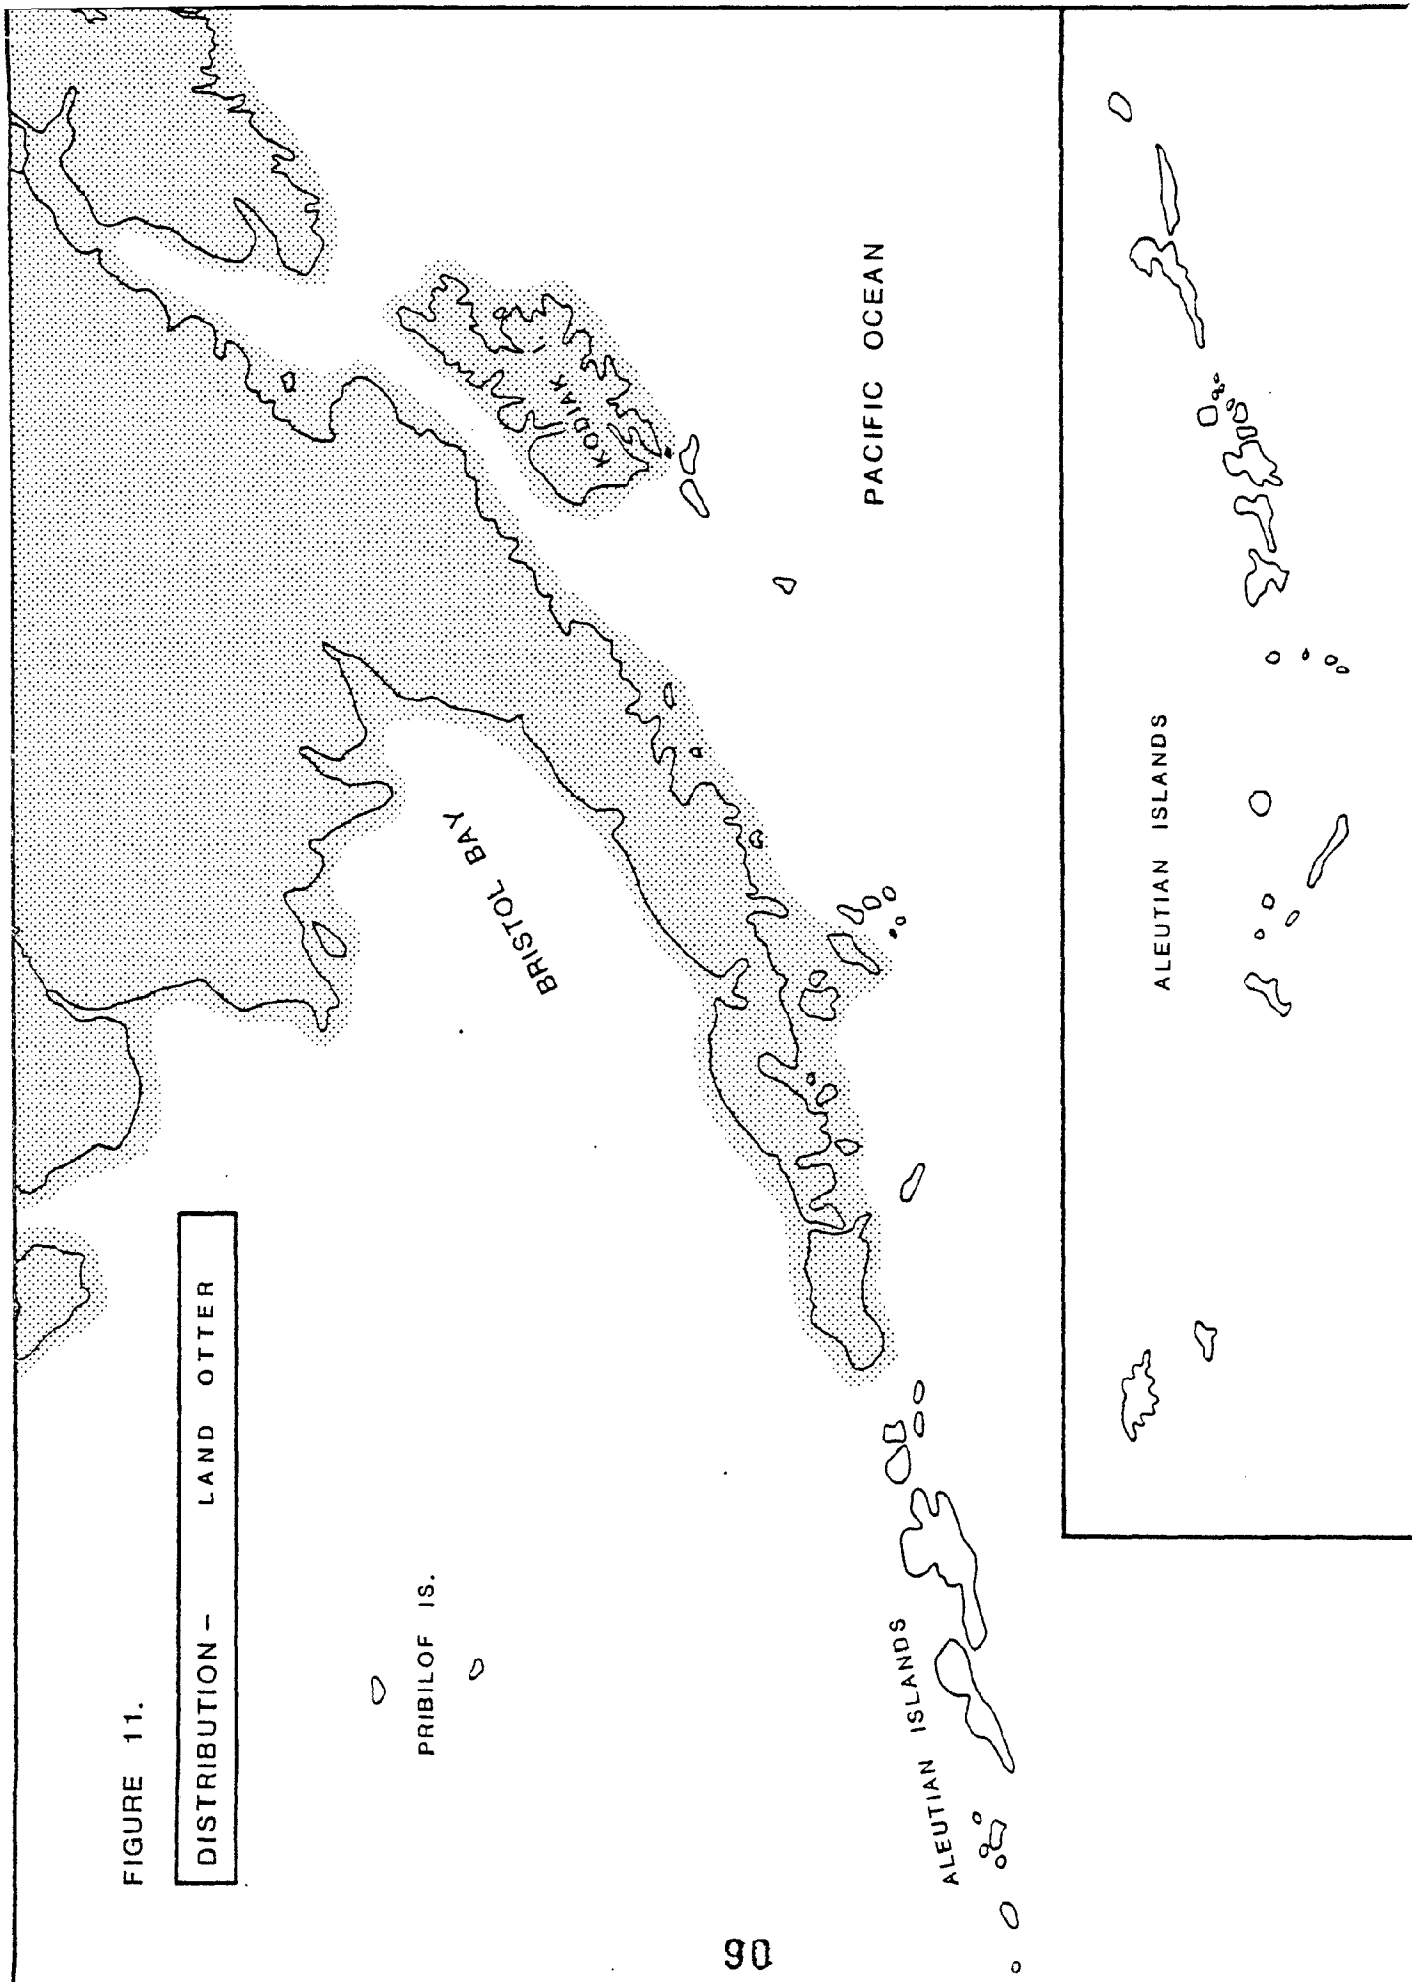 FIGURE 11.
DISTRIBUTION – LAND OTTER
PRIBILOF IS.
BRISTOL BAY
KODIAK
PACIFIC OCEAN
ALEUTIAN ISLANDS
ALEUTIAN ISLANDS
90